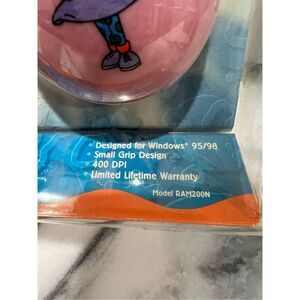 • Designed for Windows® 95/98
• Small Grip Design
• 400 DPI
• Limited Lifetime Warranty
Model RAM200N